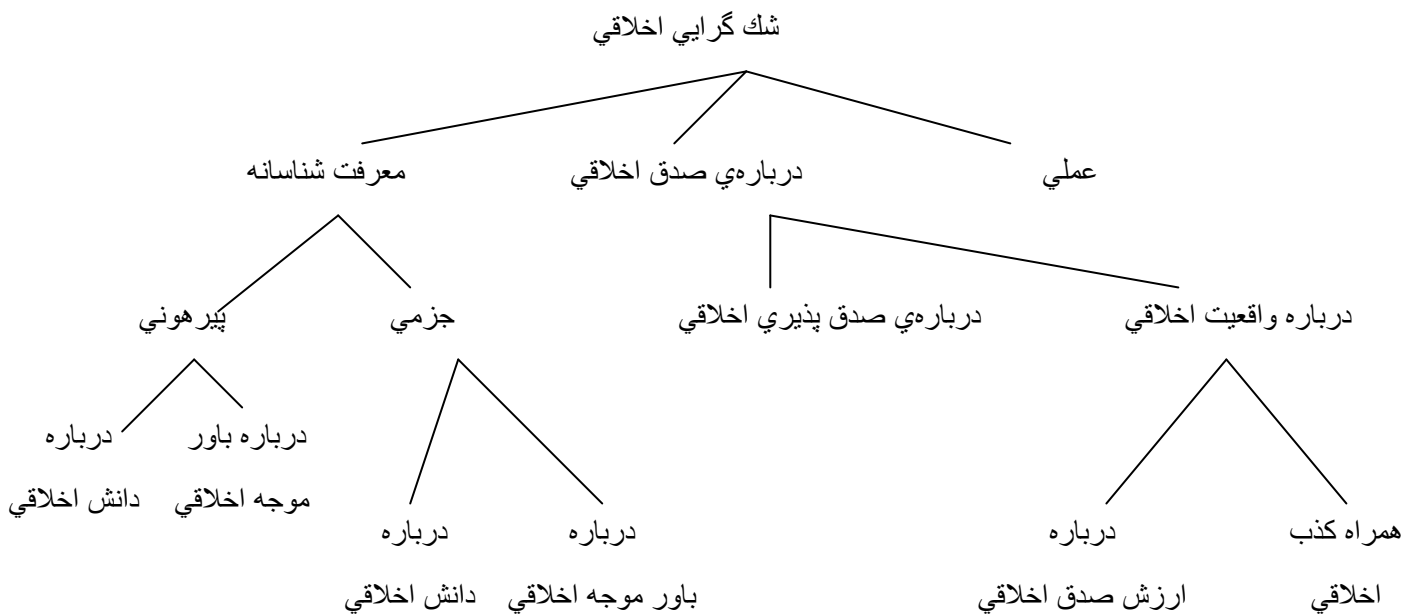 شك گرايي اخلاقي
عملي
درباره‌ي صدق اخلاقي
معرفت شناسانه
درباره واقعيت اخلاقي
درباره‌ي صدق پذيري اخلاقي
جزمي
پيرهوني
درباره باور
موجه اخلاقي
درباره
دانش اخلاقي
همراه كذب
اخلاقي
درباره
ارزش صدق اخلاقي
درباره
باور موجه اخلاقي
درباره
دانش اخلاقي